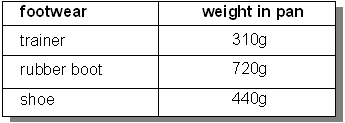 footwear weight in pan
trainer 310g
rubber boot 720g
shoe 440g